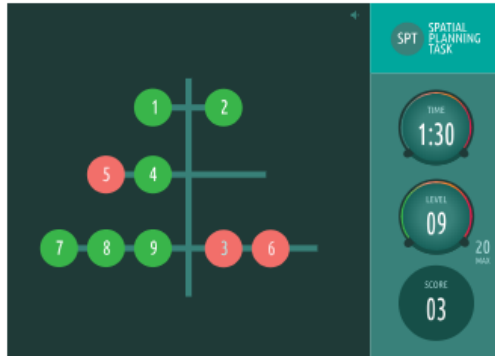 SPT
SPATIAL
PLANNING
TASK
1 2
TIME
1:30
5 4
LEVEL
09
7 8 9 3 6
20
MAX
SCORE
03